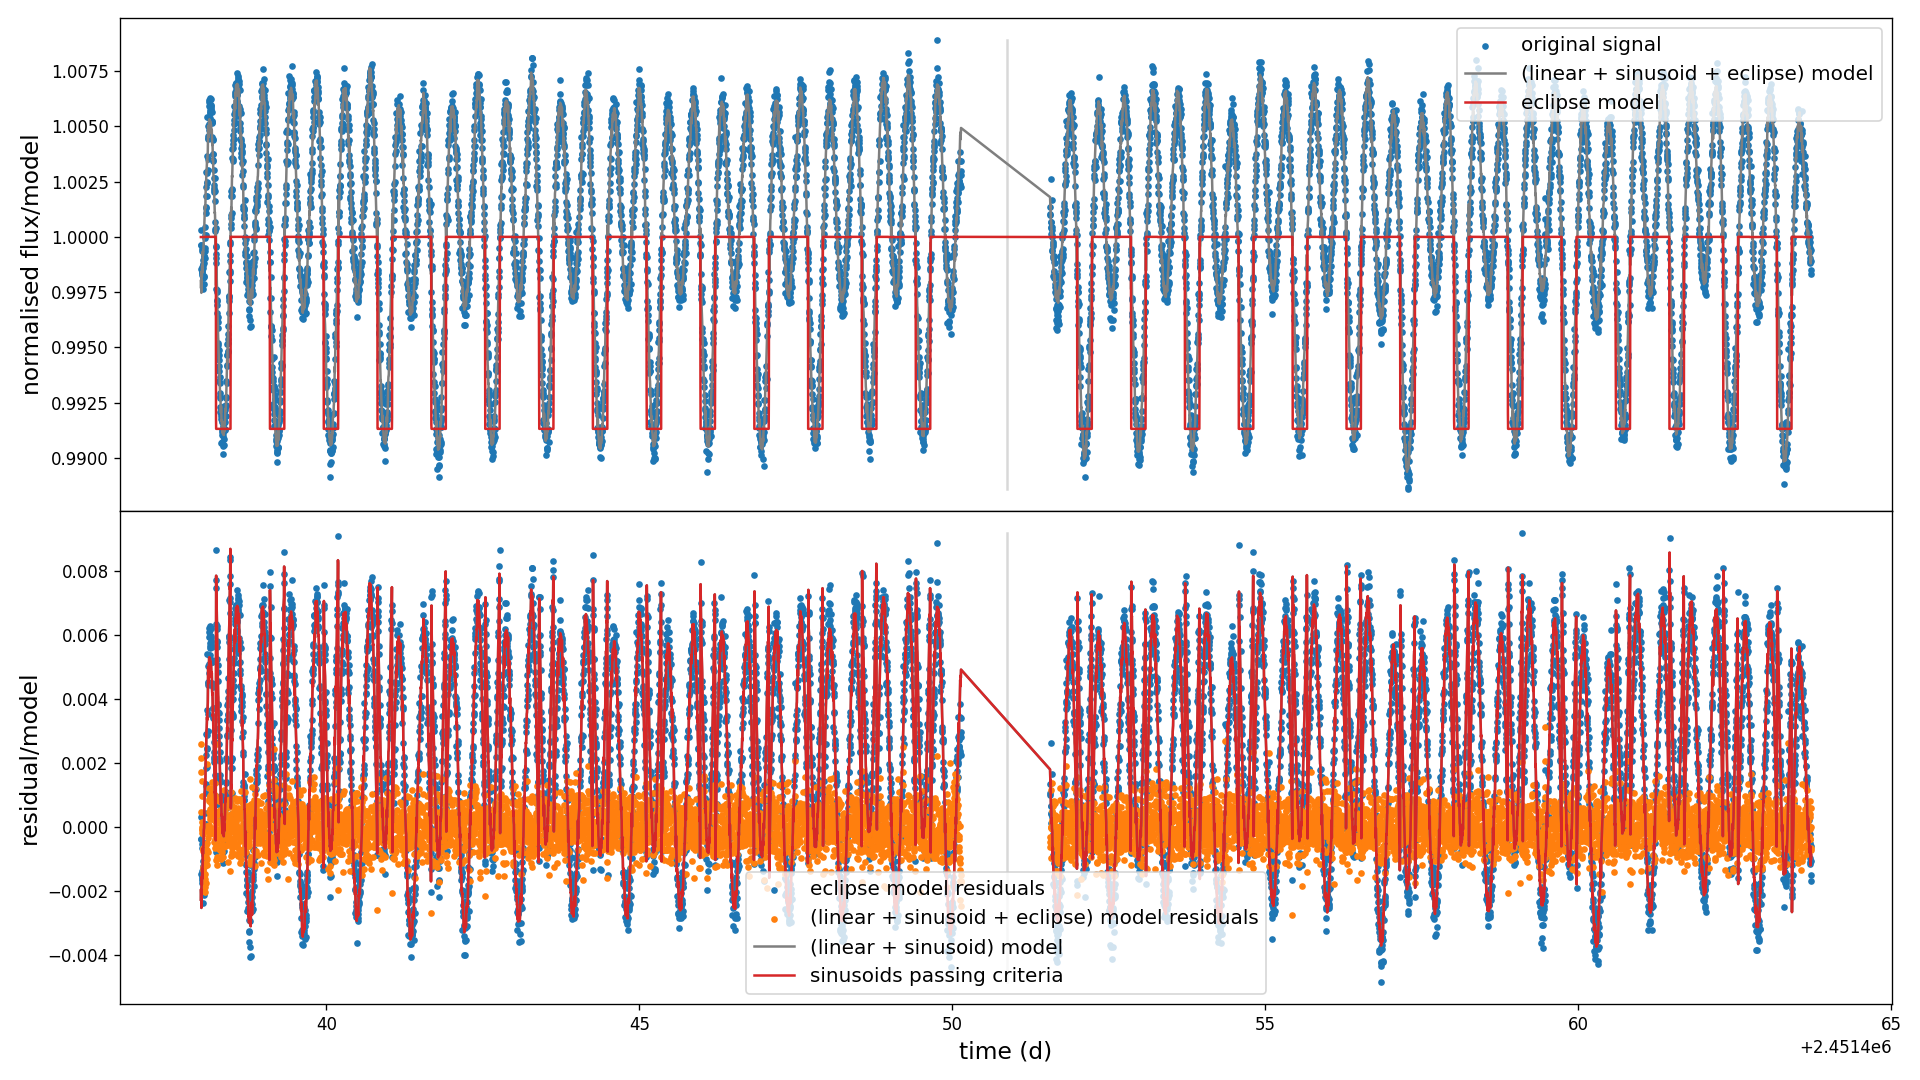 original signal
(linear + sinusoid + eclipse) model
eclipse model
normalised flux/model
1.0075
1.0050
1.0025
1.0000
0.9975
0.9950
0.9925
0.9900
residual/model
0.008
0.006
0.004
0.002
0.000
−0.002
−0.004
eclipse model residuals
(linear + sinusoid + eclipse) model residuals
(linear + sinusoid) model
sinusoids passing criteria
40 45 50 55 60 65
time (d)
+2.4514e6